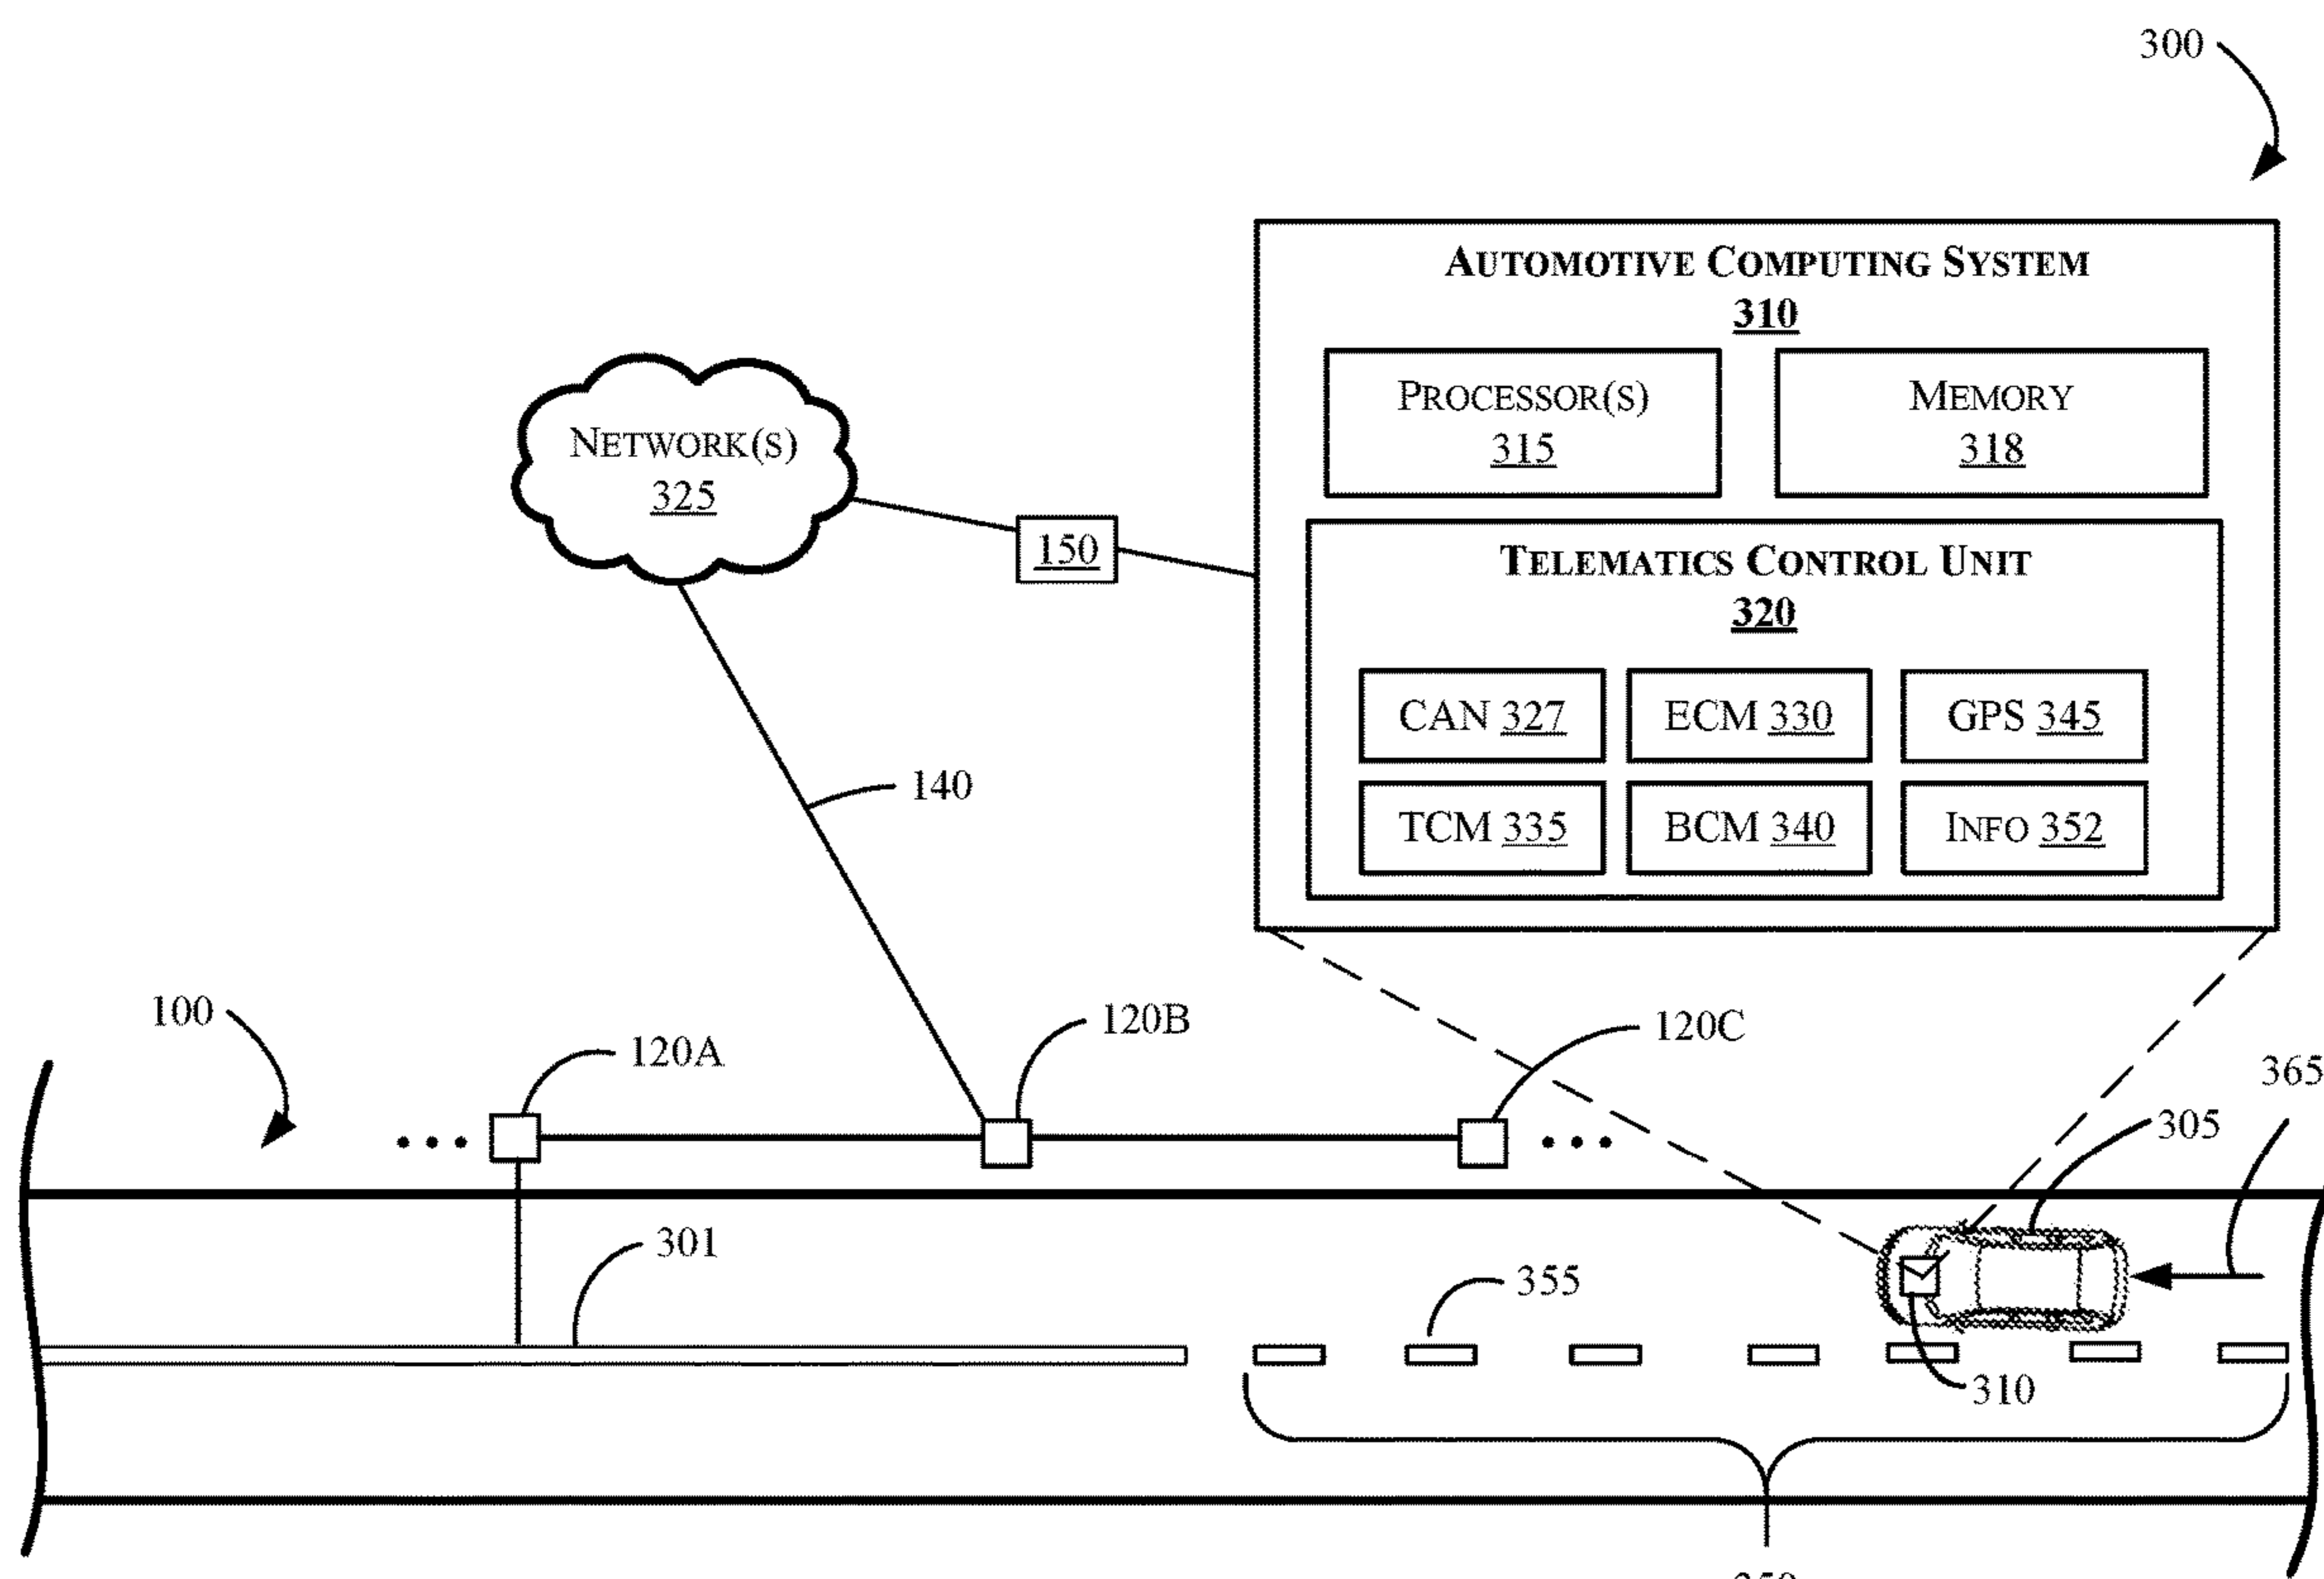 300
AUTOMOTIVE COMPUTING SYSTEM
310
PROCESSOR(S)
315
MEMORY
318
NETWORK(S)
325
150
TELEMATICS CONTROL UNIT
320
CAN 327
ECM 330
GPS 345
TCM 335
BCM 340
INFO 352
140
100
120A
120B
120C
365
305
301
355
310